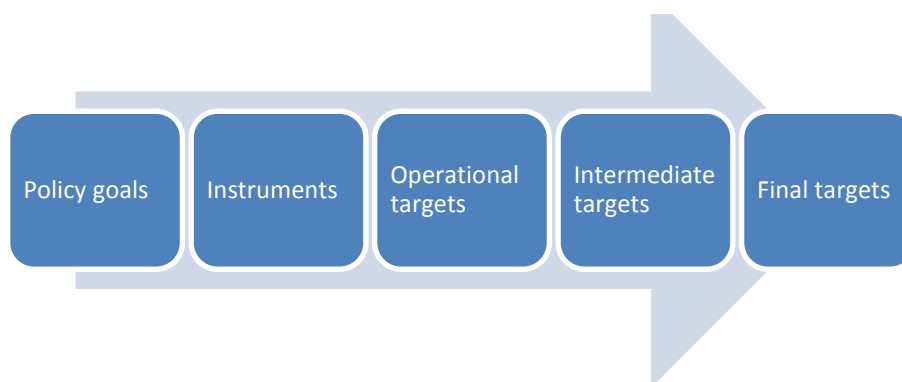 Policy goals
Instruments
Operational
targets
Intermediate
targets
Final targets